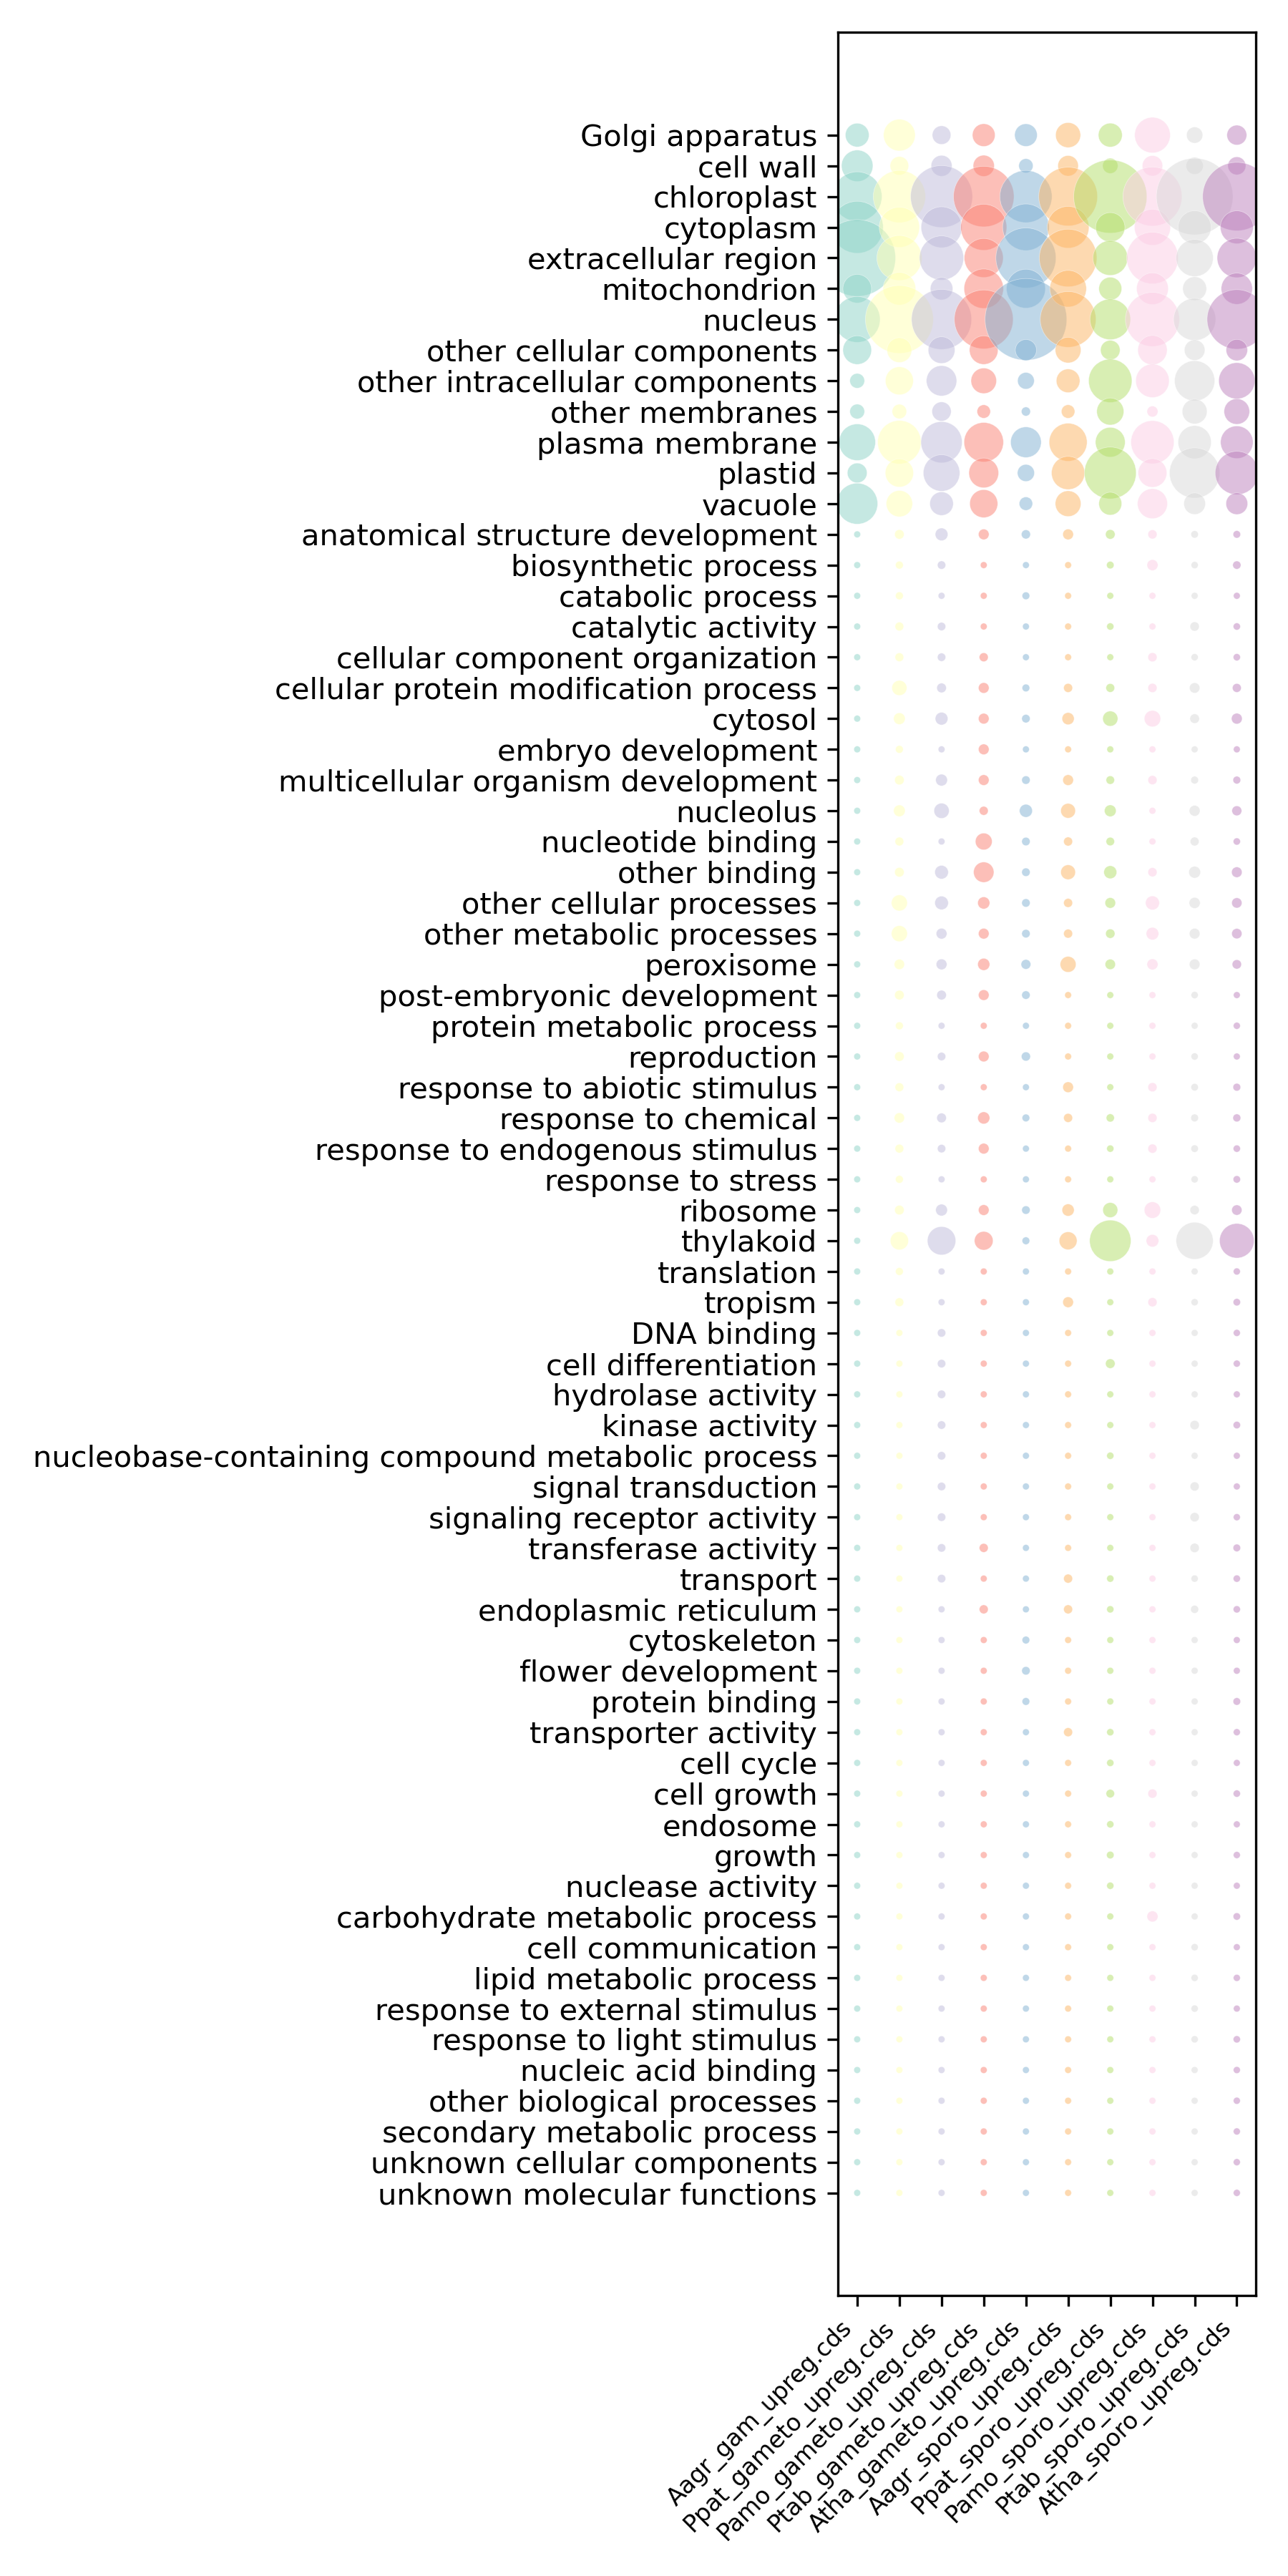 Golgi apparatus
cell wall
chloroplast
cytoplasm
extracellular region
mitochondrion
nucleus
other cellular components
other intracellular components
other membranes
plasma membrane
plastid
vacuole
anatomical structure development
biosynthetic process
catabolic process
catalytic activity
cellular component organization
cellular protein modification process
cytosol
embryo development
multicellular organism development
nucleolus
nucleotide binding
other binding
other cellular processes
other metabolic processes
peroxisome
post-embryonic development
protein metabolic process
reproduction
response to abiotic stimulus
response to chemical
response to endogenous stimulus
response to stress
ribosome
thylakoid
translation
tropism
DNA binding
cell differentiation
hydrolase activity
kinase activity
nucleobase-containing compound metabolic process
signal transduction
signaling receptor activity
transferase activity
transport
endoplasmic reticulum
cytoskeleton
flower development
protein binding
transporter activity
cell cycle
cell growth
endosome
growth
nuclease activity
carbohydrate metabolic process
cell communication
lipid metabolic process
response to external stimulus
response to light stimulus
nucleic acid binding
other biological processes
secondary metabolic process
unknown cellular components
unknown molecular functions
Aagr_gam_upreg.cds
Ppat_gameto_upreg.cds
Pamo_gameto_upreg.cds
Ptab_gameto_upreg.cds
Atha_gameto_upreg.cds
Aagr_sporo_upreg.cds
Ppat_sporo_upreg.cds
Pamo_sporo_upreg.cds
Ptab_sporo_upreg.cds
Atha_sporo_upreg.cds